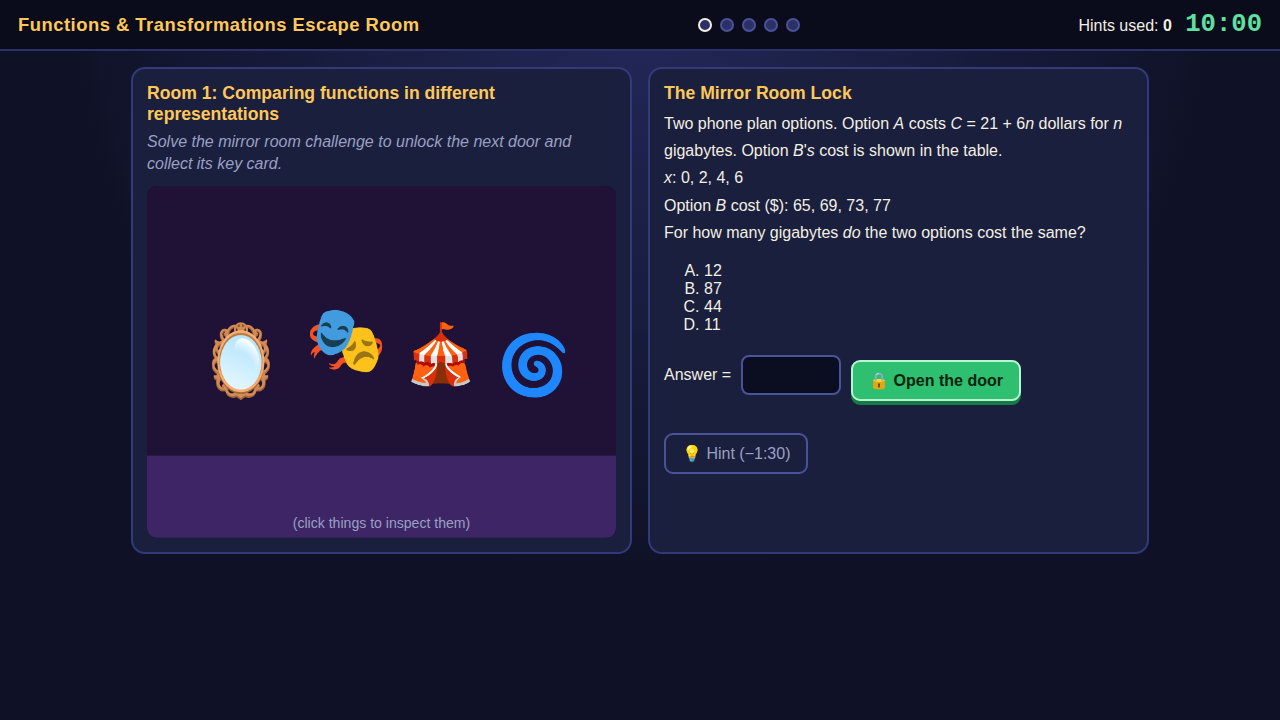 Functions & Transformations Escape Room
Hints used: 0 10:00
Room 1: Comparing functions in different
representations
Solve the mirror room challenge to unlock the next door and
collect its key card.
(click things to inspect them)
The Mirror Room Lock
Two phone plan options. Option A costs C = 21 + 6n dollars for n
gigabytes. Option B's cost is shown in the table.
x: 0, 2, 4, 6
Option B cost ($): 65, 69, 73, 77
For how many gigabytes do the two options cost the same?
A. 12
B. 87
C. 44
D. 11
Answer =
🔒 Open the door
💡 Hint (−1:30)